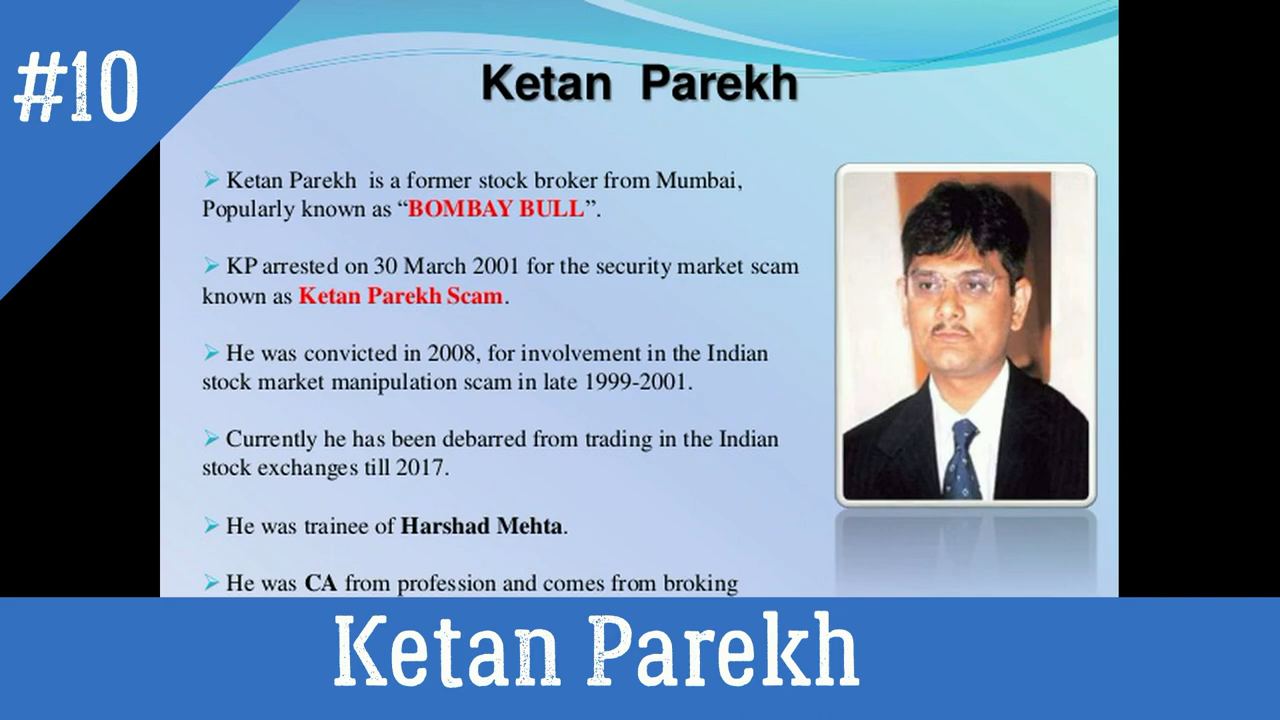 #10
Ketan Parekh
➢ Ketan Parekh is a former stock broker from Mumbai,
Popularly known as “BOMBAY BULL”.
➢ KP arrested on 30 March 2001 for the security market scam
known as Ketan Parekh Scam.
➢ He was convicted in 2008, for involvement in the Indian
stock market manipulation scam in late 1999-2001.
➢ Currently he has been debarred from trading in the Indian
stock exchanges till 2017.
➢ He was trainee of Harshad Mehta.
➢ He was CA from profession and comes from broking
Ketan Parekh